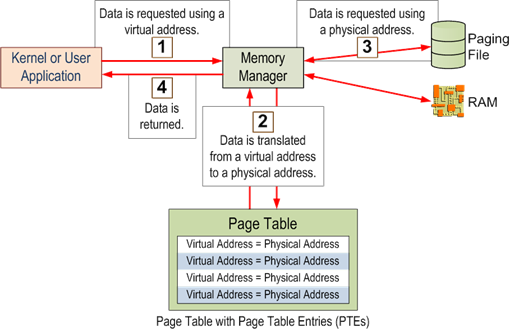 Data is requested using a
virtual address.
1
Data is requested using
a physical address.
3
Paging
File
Kernel or User
Application
Memory
Manager
4
Data is
returned.
RAM
2
Data is translated
from a virtual address
to a physical address.
Page Table
Virtual Address = Physical Address
Virtual Address = Physical Address
Virtual Address = Physical Address
Virtual Address = Physical Address
Page Table with Page Table Entries (PTEs)